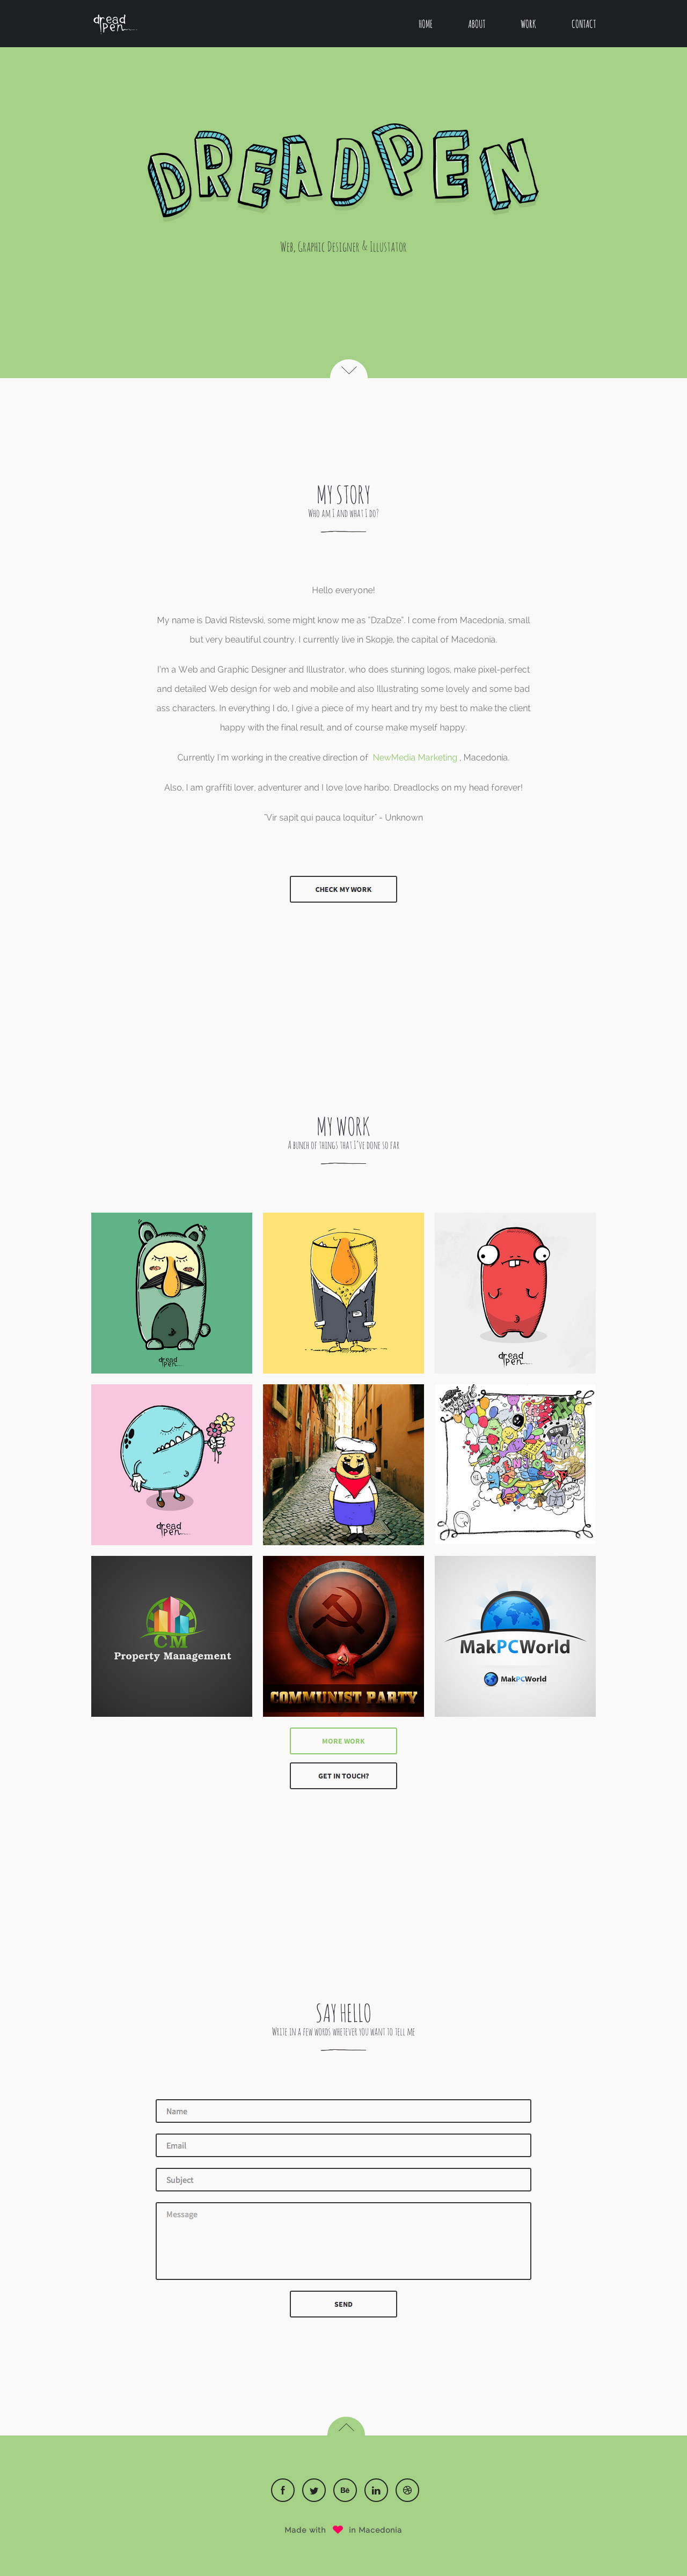 dread
pen
HOME ABOUT WORK CONTACT
DREADPEN
Web, Graphic Designer & Illustator
MY STORY
Who am I and what I do?
Hello everyone!
My name is David Ristevski, some might know me as "DzaDze". I come from Macedonia, small
but very beautiful country. I currently live in Skopje, the capital of Macedonia.
I'm a Web and Graphic Designer and Illustrator, who does stunning logos, make pixel-perfect
and detailed Web design for web and mobile and also Illustrating some lovely and some bad
ass characters. In everything I do, I give a piece of my heart and try my best to make the client
happy with the final result, and of course make myself happy.
Currently I'm working in the creative direction of NewMedia Marketing , Macedonia.
Also, I am graffiti lover, adventurer and I love love haribo. Dreadlocks on my head forever!
"Vir sapit qui pauca loquitur" - Unknown
CHECK MY WORK
MY WORK
A bunch of things that I've done so far
dread
pen
dread
pen
dread
pen
CM
Property Management
COMMUNIST PARTY
MakPCWorld
MakPCWorld
MORE WORK
GET IN TOUCH?
SAY HELLO
Write in a few words whetever you want to tell me
Name
Email
Subject
Message
SEND
f Bē in
Made with in Macedonia